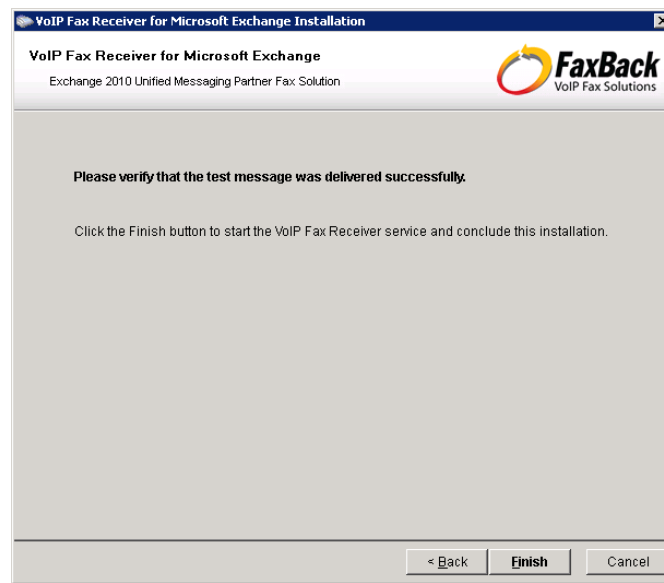 VoIP Fax Receiver for Microsoft Exchange Installation
VoIP Fax Receiver for Microsoft Exchange
Exchange 2010 Unified Messaging Partner Fax Solution
FaxBack
VoIP Fax Solutions
Please verify that the test message was delivered successfully.
Click the Finish button to start the VoIP Fax Receiver service and conclude this installation.
< Back Finish Cancel